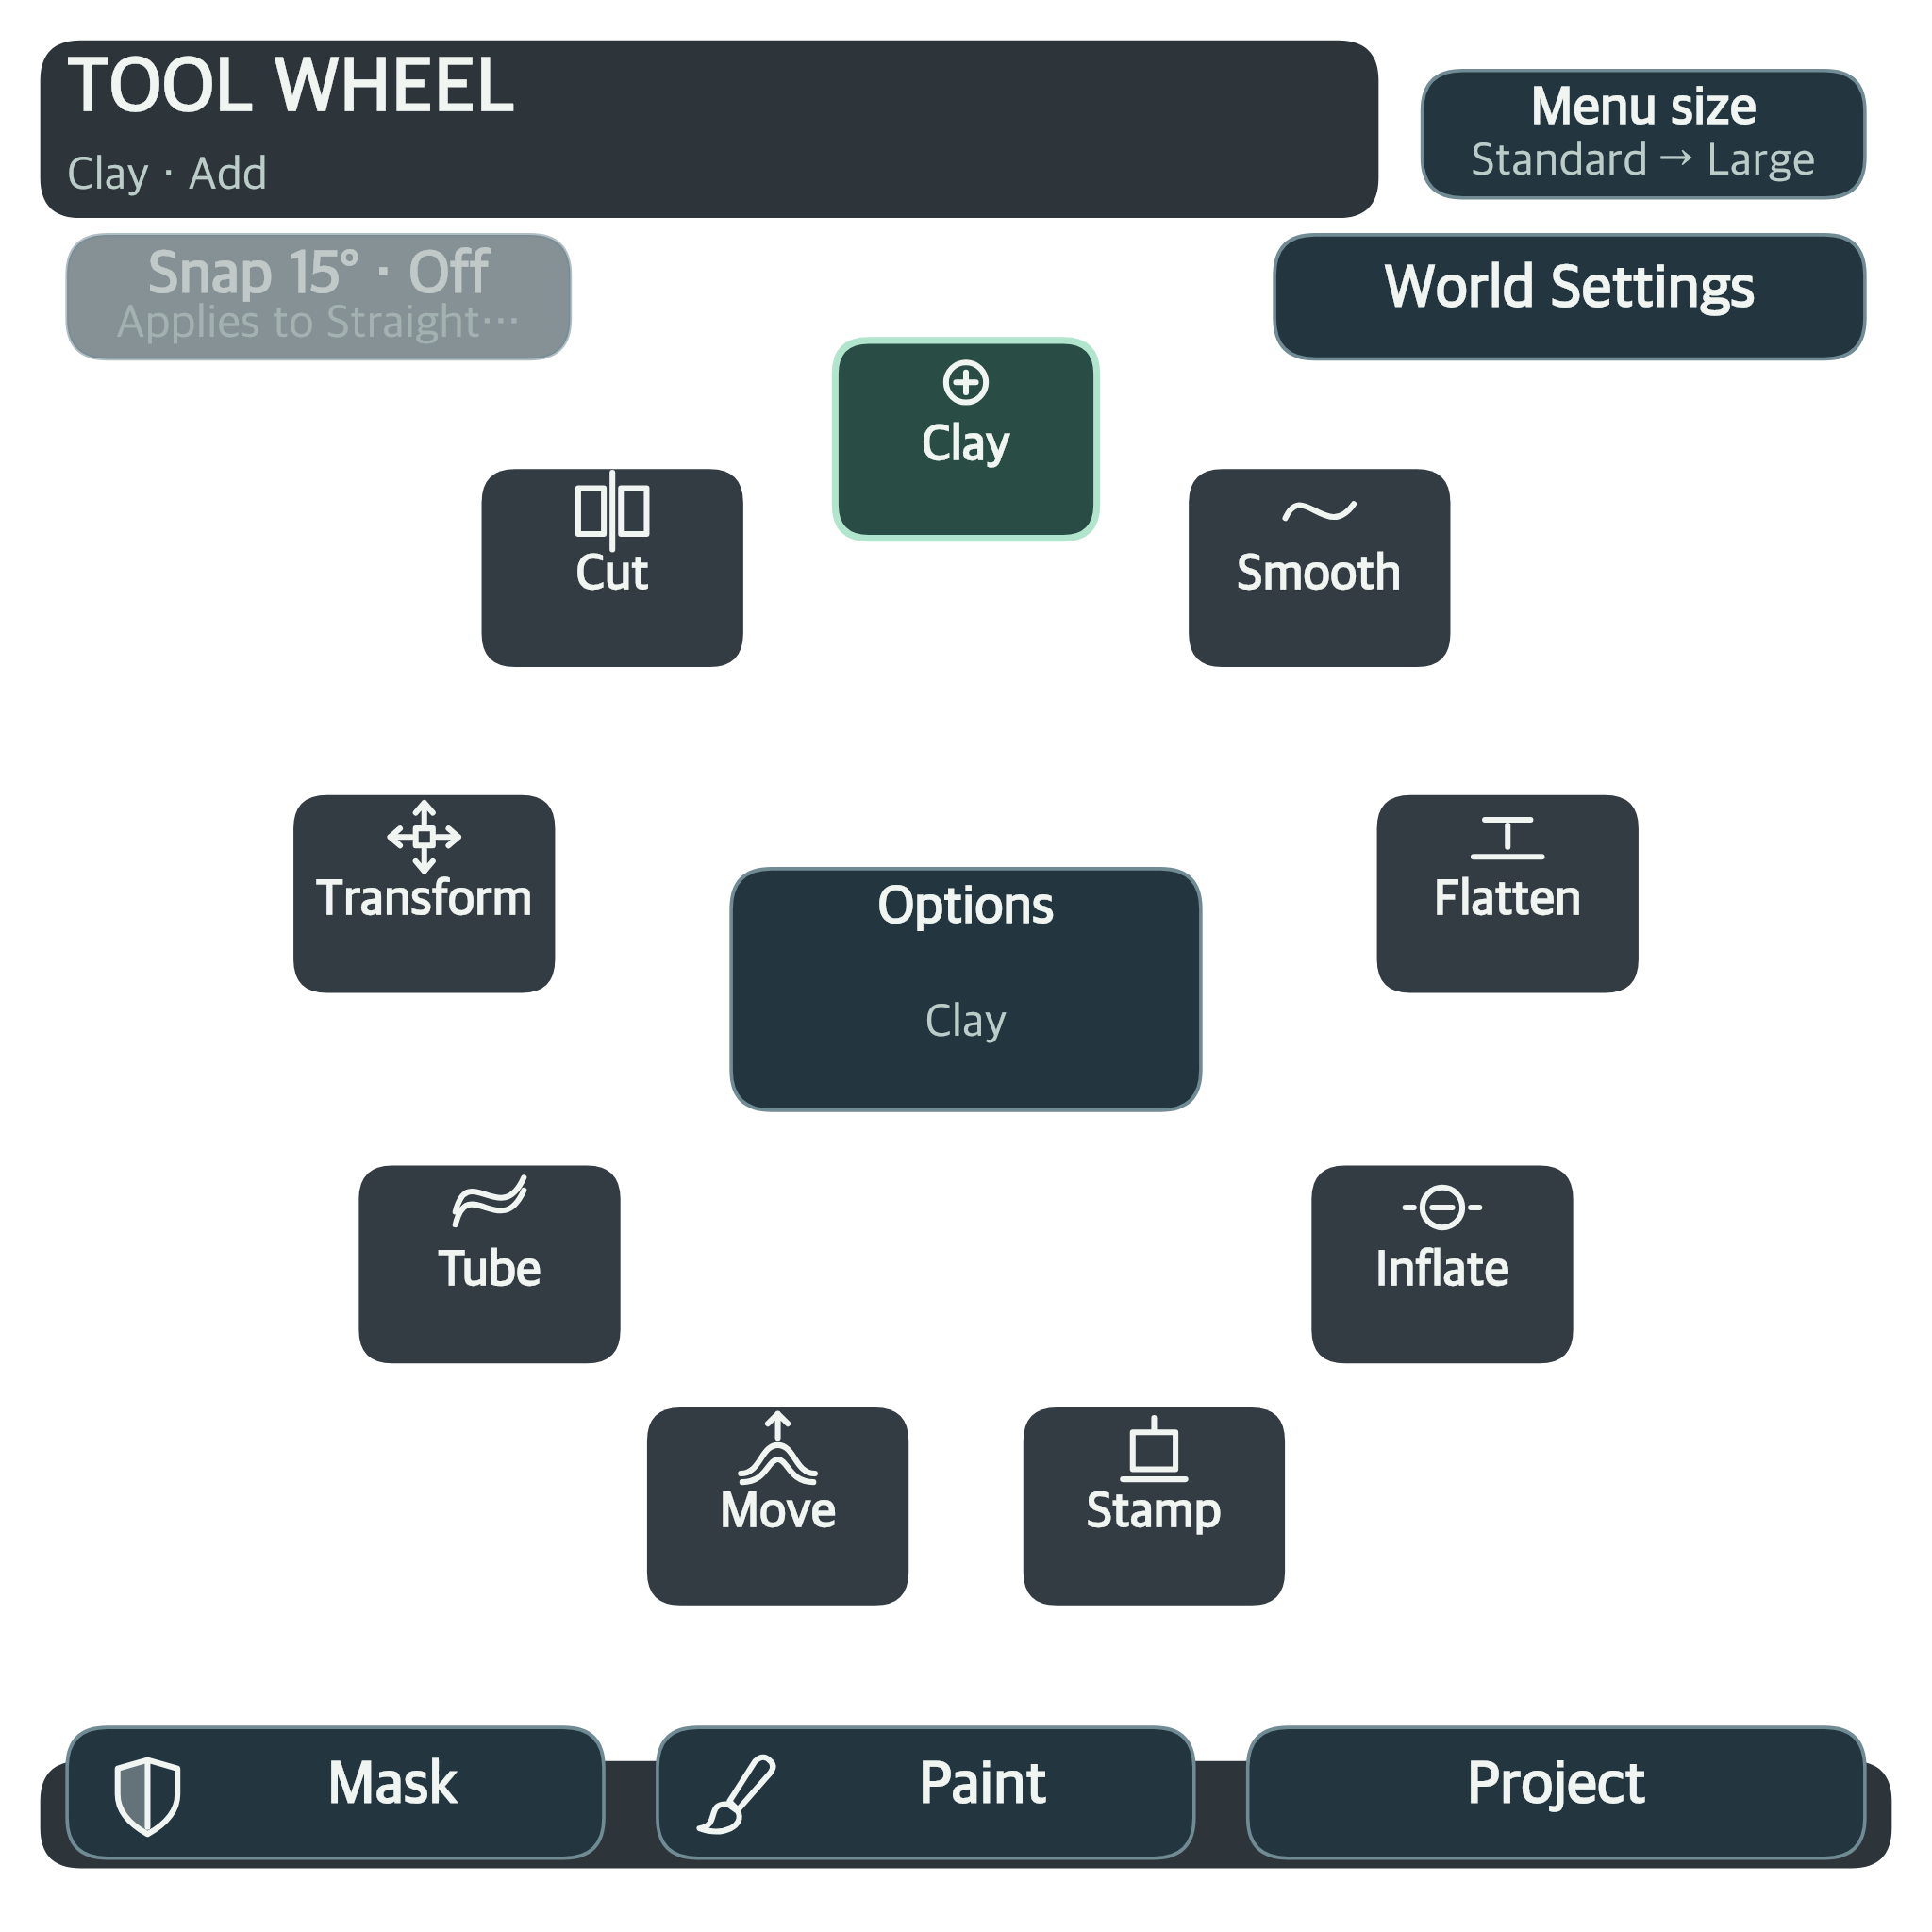 TOOL WHEEL
Clay · Add
Menu size
Standard → Large
Snap 15° · Off
Applies to Straight…
World Settings
Clay
Cut
Smooth
Transform
Flatten
Options
Clay
Tube
Inflate
Move
Stamp
Mask
Paint
Project